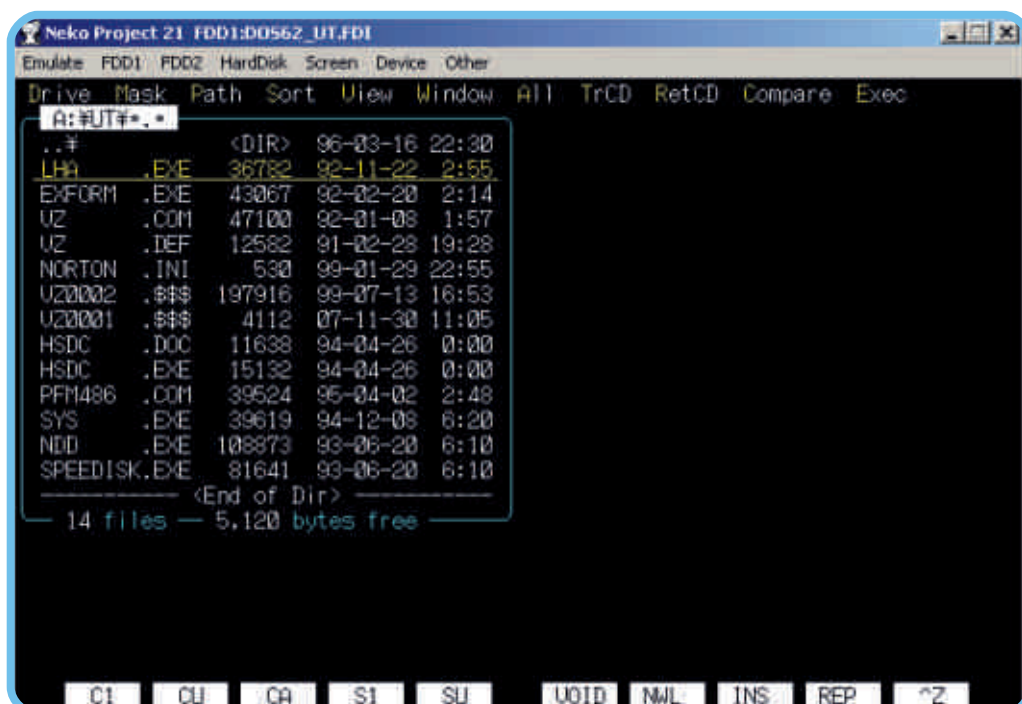 Neko Project 21 FDD1:DOS62_UT.FDI
Emulate FDD1 FDD2 HardDisk Screen Device Other
Drive Mask Path Sort View Window All TrCD RetCD Compare Exec
A:¥UT¥*.*
..¥ <DIR> 96-03-16 22:30
LHA .EXE 36782 92-11-22 2:55
EXFORM .EXE 43067 92-02-20 2:14
VZ .COM 47100 92-01-08 1:57
VZ .DEF 12582 91-02-28 19:28
NORTON .INI 530 99-01-29 22:55
VZ0002 .$$$ 197916 99-07-13 16:53
VZ0001 .$$$ 4112 07-11-30 11:05
HSDC .DOC 11638 94-04-26 0:00
HSDC .EXE 15132 94-04-26 0:00
PFM486 .COM 39524 95-04-02 2:48
SYS .EXE 39619 94-12-08 6:20
NDD .EXE 108873 93-06-20 6:10
SPEEDISK.EXE 81641 93-06-20 6:10
<End of Dir>
14 files — 5,120 bytes free
C1 CU CA S1 SU VOID NWL INS REP ^Z